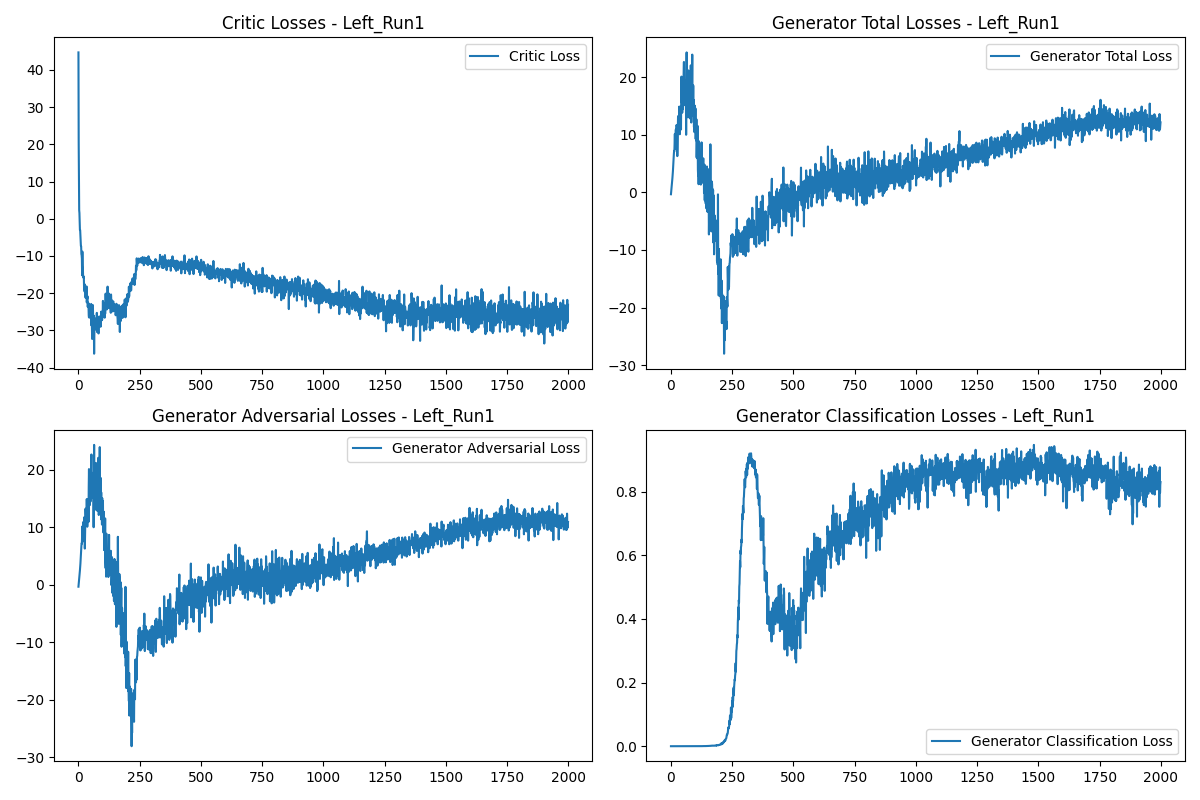 Critic Losses - Left_Run1
Critic Loss
40
30
20
10
0
−10
−20
−30
−40
0 250 500 750 1000 1250 1500 1750 2000
Generator Total Losses - Left_Run1
Generator Total Loss
20
10
0
−10
−20
−30
0 250 500 750 1000 1250 1500 1750 2000
Generator Adversarial Losses - Left_Run1
Generator Adversarial Loss
20
10
0
−10
−20
−30
0 250 500 750 1000 1250 1500 1750 2000
Generator Classification Losses - Left_Run1
0.8
0.6
0.4
0.2
0.0
Generator Classification Loss
0 250 500 750 1000 1250 1500 1750 2000